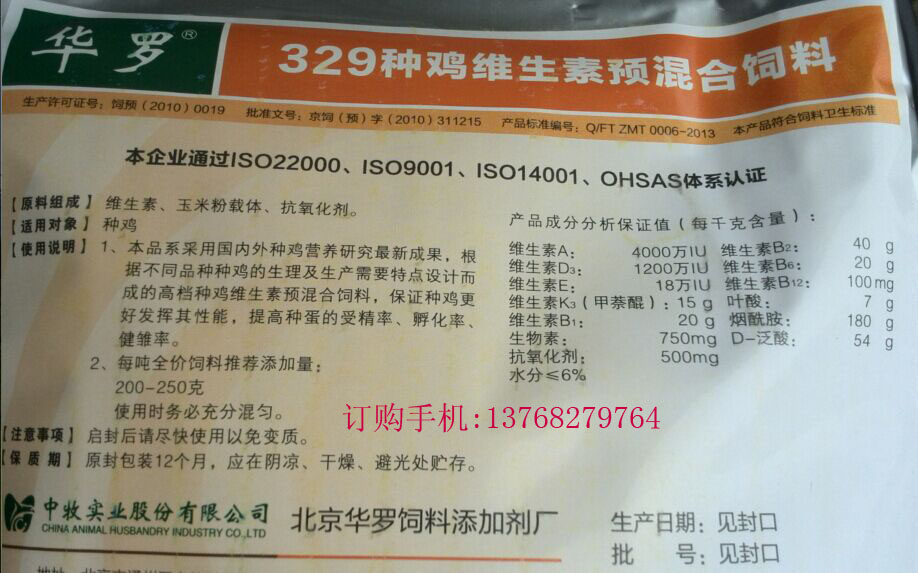 华罗®
329种鸡维生素预混合饲料
生产许可证号：饲预（2010）0019 批准文号：京饲（预）字（2010）311215 产品标准编号：Q/FT ZMT 0006-2013 本产品符合饲料卫生标准
本企业通过ISO22000、ISO9001、ISO14001、OHSAS体系认证
【原料组成】维生素、玉米粉载体、抗氧化剂。
【适用对象】种鸡
【使用说明】1、本品系采用国内外种鸡营养研究最新成果，根
据不同品种种鸡的生理及生产需要特点设计而
成的高档种鸡维生素预混合饲料，保证种鸡更
好发挥其性能，提高种蛋的受精率、孵化率、
健雏率。
2、每吨全价饲料推荐添加量：
200-250克
使用时务必充分混匀。
【注意事项】启封后请尽快使用以免变质。
【保质期】原封包装12个月，应在阴凉、干燥、避光处贮存。
产品成分分析保证值（每千克含量）：
维生素A： 4000万IU 维生素B2： 40 g
维生素D3： 1200万IU 维生素B6： 20 g
维生素E： 18万IU 维生素B12： 100mg
维生素K3（甲萘醌）：15 g 叶酸： 7 g
维生素B1： 20 g 烟酰胺： 180 g
生物素： 750mg D-泛酸： 54 g
抗氧化剂： 500mg
水分≤6%
订购手机:13768279764
中牧实业股份有限公司
CHINA ANIMAL HUSBANDRY INDUSTRY CO.,LTD
北京华罗饲料添加剂厂
生产日期：见封口
批 号：见封口